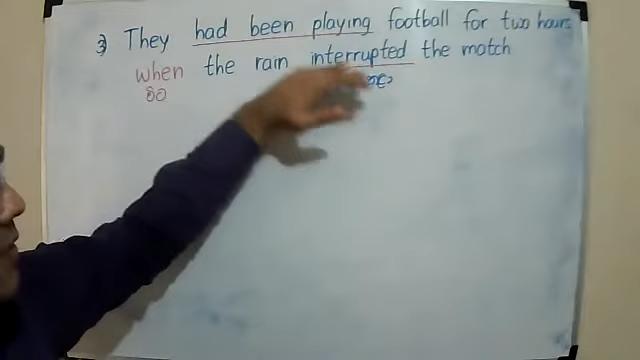 3) They had been playing football for two hours
when the rain interrupted the match